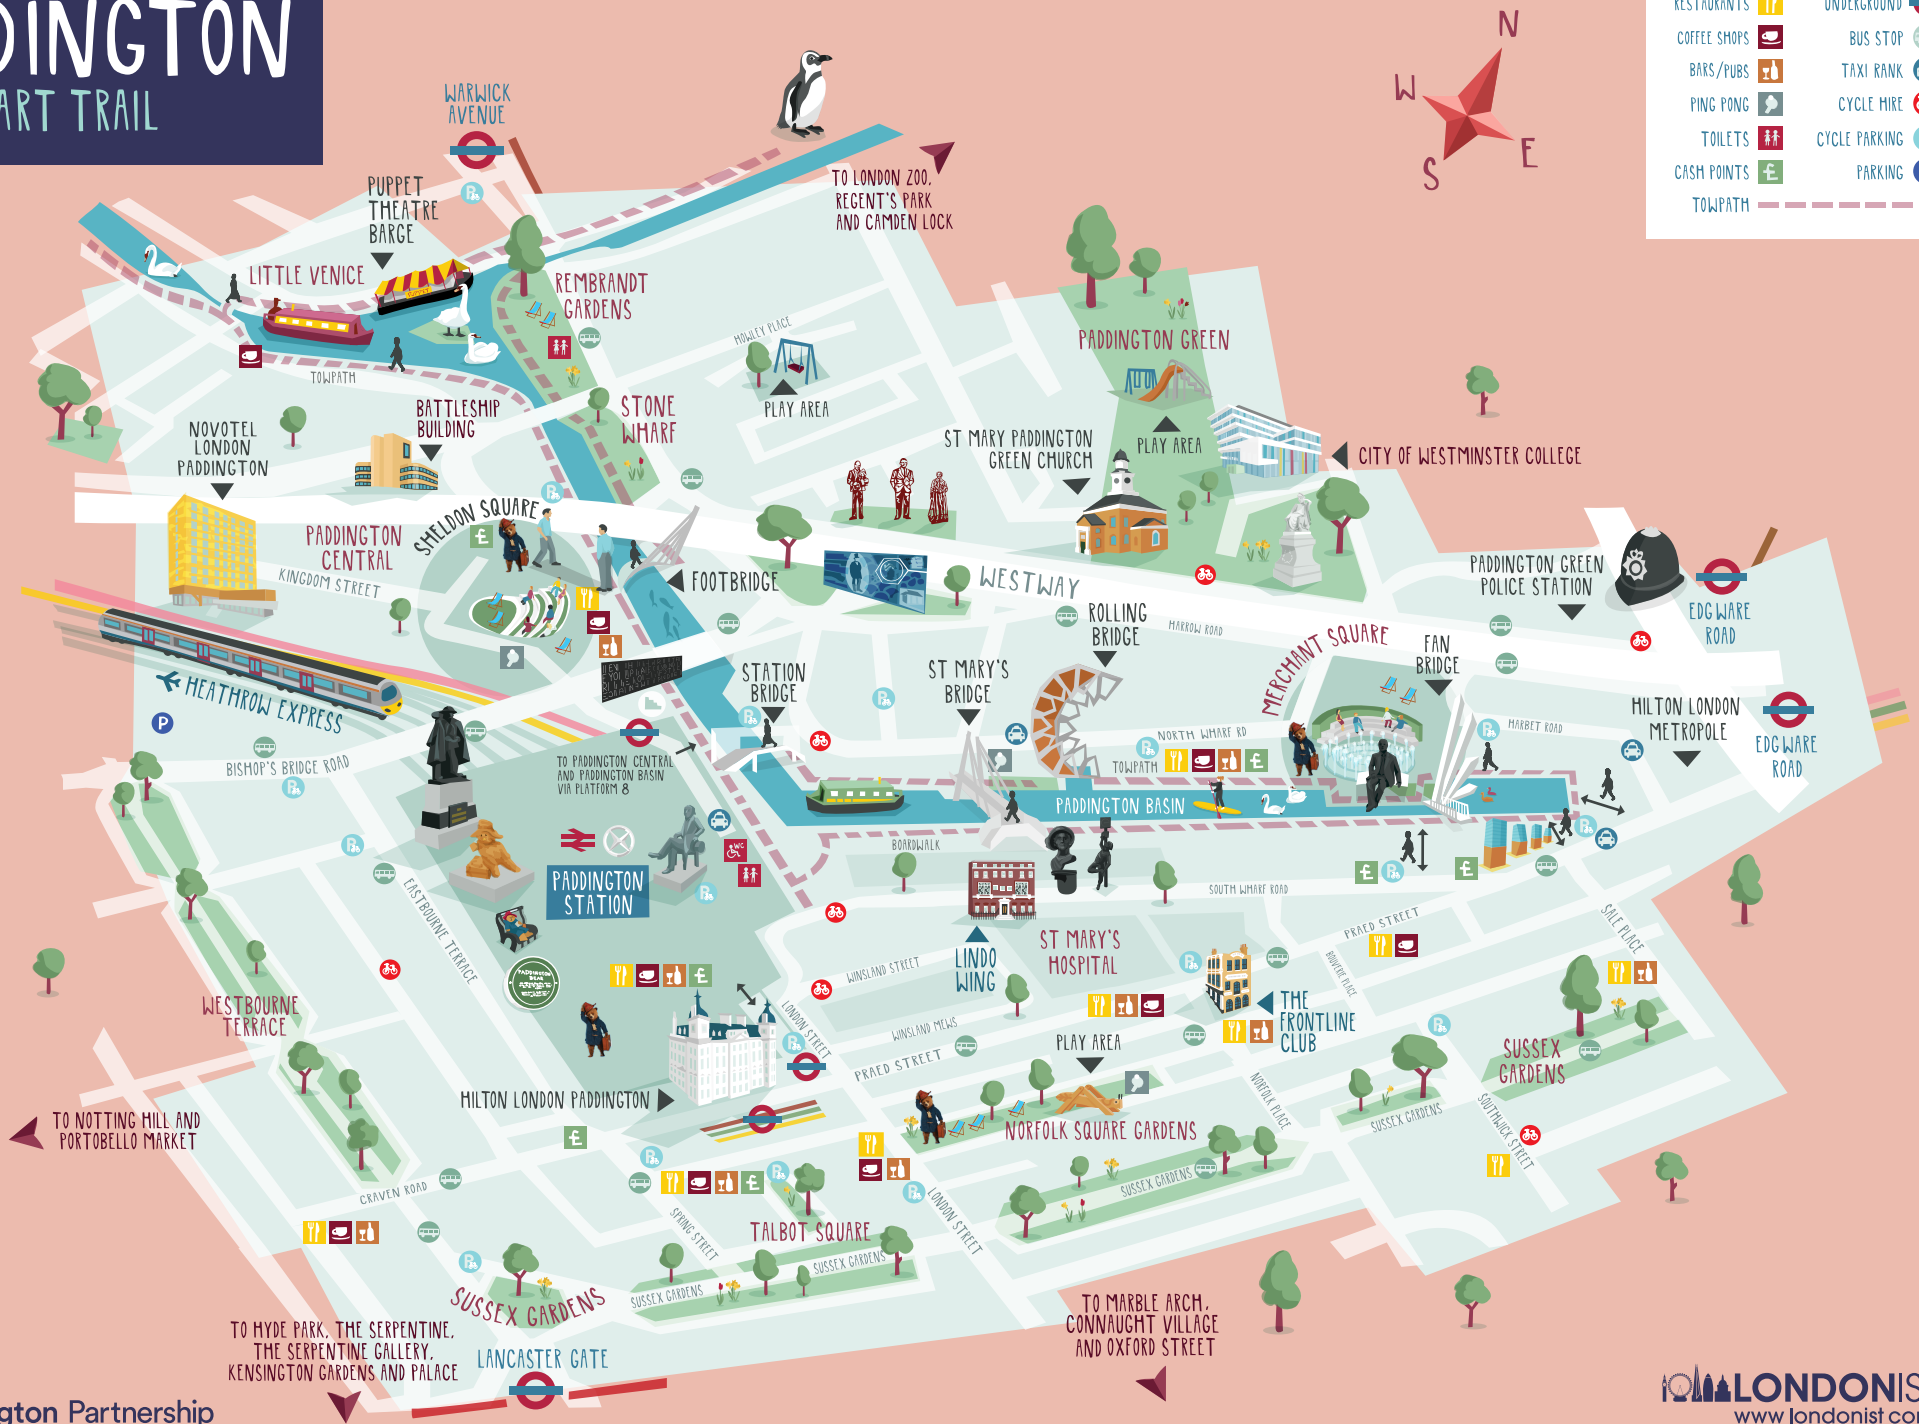 DINGTON
ART TRAIL
WARWICK
AVENUE
PUPPET
THEATRE
BARGE
LITTLE VENICE
REMBRANDT
GARDENS
TO LONDON ZOO,
REGENT'S PARK
AND CAMDEN LOCK
N
W
E
S
RESTAURANTS
UNDERGROUND
COFFEE SHOPS
BUS STOP
BARS/PUBS
TAXI RANK
PING PONG
CYCLE HIRE
TOILETS
CYCLE PARKING
CASH POINTS
PARKING
TOWPATH
HOWLEY PLACE
PLAY AREA
PADDINGTON GREEN
PLAY AREA
TOWPATH
BATTLESHIP
BUILDING
STONE
WHARF
NOVOTEL
LONDON
PADDINGTON
ST MARY PADDINGTON
GREEN CHURCH
CITY OF WESTMINSTER COLLEGE
SHELDON SQUARE
PADDINGTON
CENTRAL
KINGDOM STREET
FOOTBRIDGE
WESTWAY
ROLLING
BRIDGE
HARROW ROAD
PADDINGTON GREEN
POLICE STATION
EDGWARE
ROAD
MERCHANT SQUARE
FAN
BRIDGE
HEATHROW EXPRESS
STATION
BRIDGE
ST MARY'S
BRIDGE
HILTON LONDON
METROPOLE
EDGWARE
ROAD
NORTH WHARF RD
HARBET ROAD
TOWPATH
BISHOP'S BRIDGE ROAD
TO PADDINGTON CENTRAL
AND PADDINGTON BASIN
VIA PLATFORM 8
PADDINGTON BASIN
BOARDWALK
PADDINGTON
STATION
WC
EASTBOURNE TERRACE
SOUTH WHARF ROAD
PRAED STREET
SALE PLACE
LINDO
WING
ST MARY'S
HOSPITAL
BOUVERIE PLACE
WINSLAND STREET
PADDINGTON
BEAR
WESTBOURNE
TERRACE
LONDON STREET
WINSLAND MEWS
PRAED STREET
PLAY AREA
THE
FRONTLINE
CLUB
SUSSEX
GARDENS
HILTON LONDON PADDINGTON
NORFOLK PLACE
SUSSEX GARDENS
SOUTHWICK STREET
TO NOTTING HILL AND
PORTOBELLO MARKET
NORFOLK SQUARE GARDENS
CRAVEN ROAD
SUSSEX GARDENS
SPRING STREET
TALBOT SQUARE
LONDON STREET
SUSSEX GARDENS
SUSSEX GARDENS
SUSSEX GARDENS
TO HYDE PARK, THE SERPENTINE,
THE SERPENTINE GALLERY,
KENSINGTON GARDENS AND PALACE
LANCASTER GATE
TO MARBLE ARCH,
CONNAUGHT VILLAGE
AND OXFORD STREET
gton Partnership
LONDONIS
www londonist co